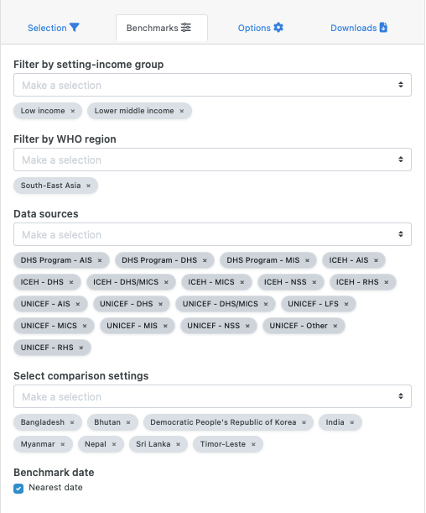 Selection Benchmarks Options Downloads
Filter by setting-income group
Make a selection
Low income × Lower middle income ×
Filter by WHO region
Make a selection
South-East Asia ×
Data sources
Make a selection
DHS Program - AIS × DHS Program - DHS × DHS Program - MIS × ICEH - AIS ×
ICEH - DHS × ICEH - DHS/MICS × ICEH - MICS × ICEH - NSS × ICEH - RHS ×
UNICEF - AIS × UNICEF - DHS × UNICEF - DHS/MICS × UNICEF - LFS ×
UNICEF - MICS × UNICEF - MIS × UNICEF - NSS × UNICEF - Other ×
UNICEF - RHS ×
Select comparison settings
Make a selection
Bangladesh × Bhutan × Democratic People's Republic of Korea × India ×
Myanmar × Nepal × Sri Lanka × Timor-Leste ×
Benchmark date
Nearest date